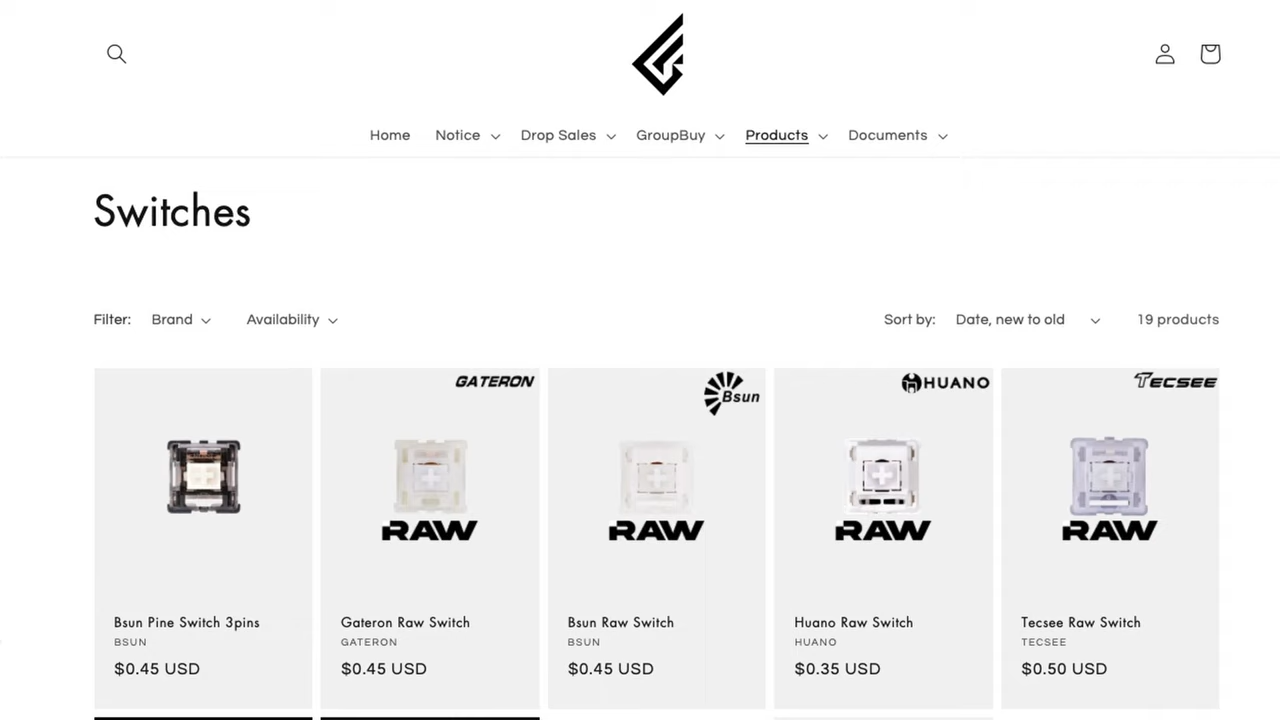 Home Notice Drop Sales GroupBuy Products Documents
Switches
Filter: Brand Availability Sort by: Date, new to old 19 products
GATERON
Bsun
HUANO
TECSEE
RAW RAW RAW RAW
Bsun Pine Switch 3pins
BSUN
$0.45 USD
Gateron Raw Switch
GATERON
$0.45 USD
Bsun Raw Switch
BSUN
$0.45 USD
Huano Raw Switch
HUANO
$0.35 USD
Tecsee Raw Switch
TECSEE
$0.50 USD